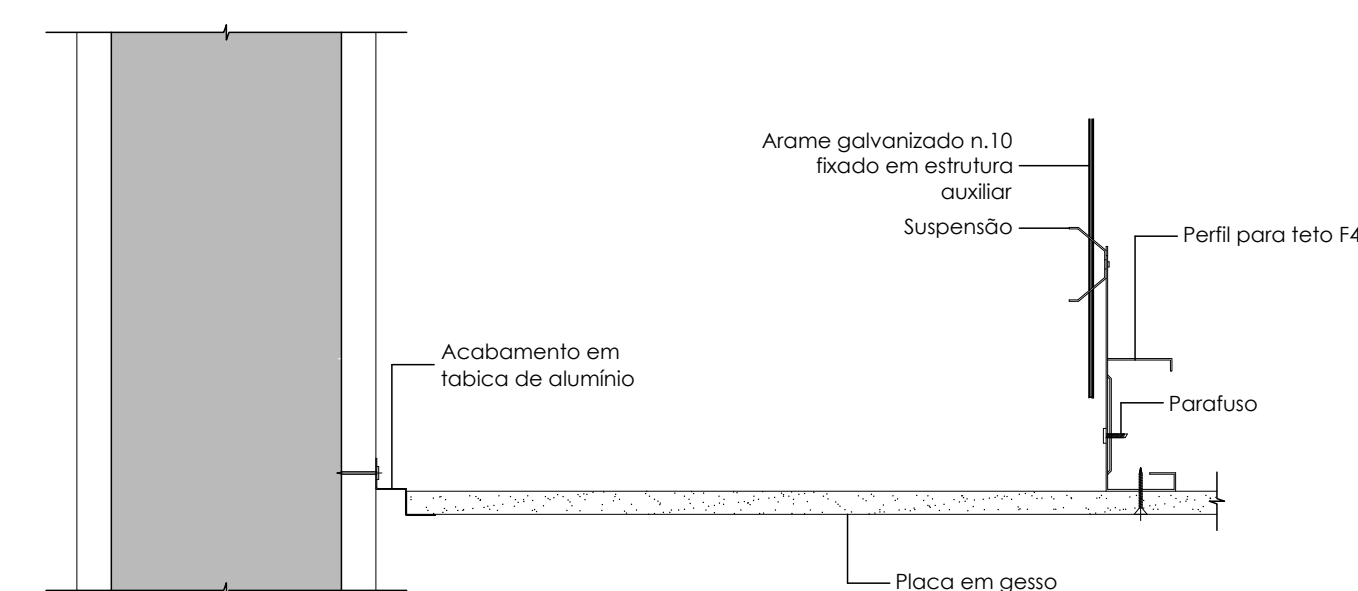 Arame galvanizado n.10
fixado em estrutura
auxiliar
Suspensão
Perfil para teto F4
Acabamento em
tabica de alumínio
Parafuso
Placa em gesso